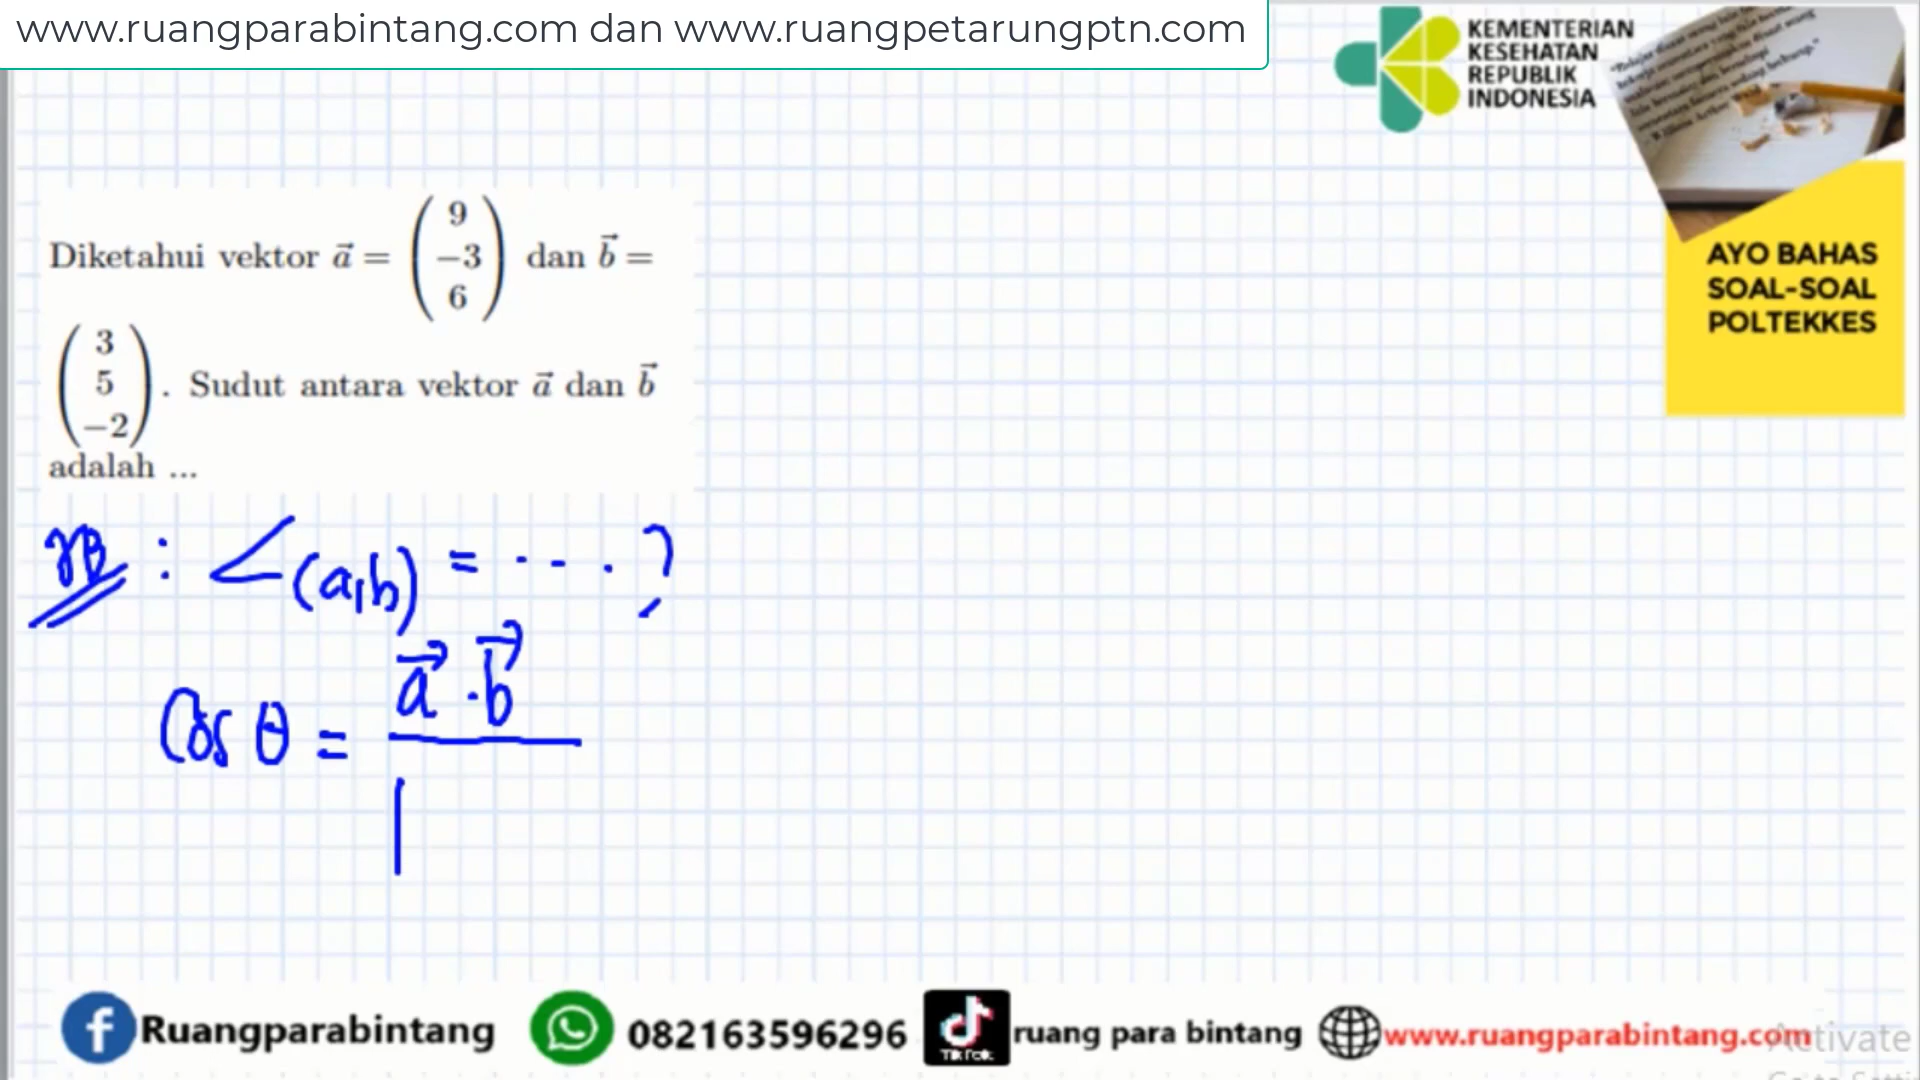 www.ruangparabintang.com dan www.ruangpetarungptn.com
KEMENTERIAN
KESEHATAN
REPUBLIK
INDONESIA
AYO BAHAS
SOAL-SOAL
POLTEKKES
Diketahui vektor a⃗ = (9 −3 6) dan b⃗ =
(3 5 −2). Sudut antara vektor a⃗ dan b⃗
adalah ...
: ∠(a,b) = ....?
Cos θ = a⃗ . b⃗
|
Ruangparabintang
082163596296
TikTok
ruang para bintang
www.ruangparabintang.com
Activate